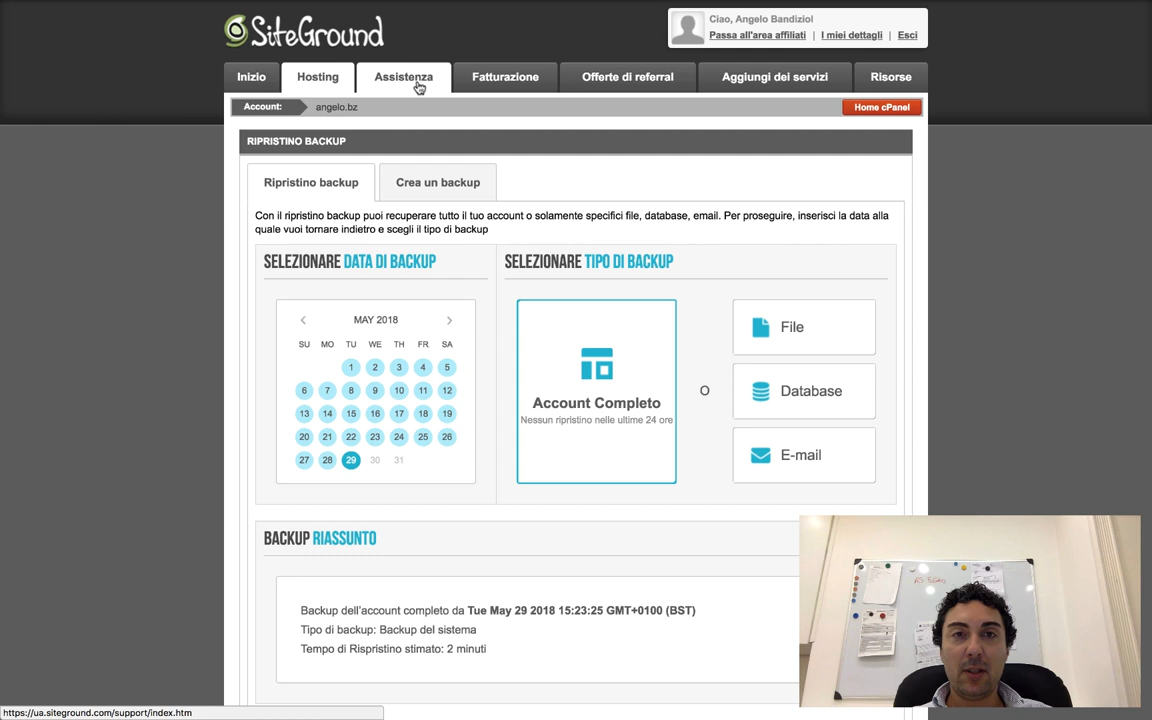 SiteGround
Ciao, Angelo Bandiziol
Passa all'area affiliati | I miei dettagli | Esci
Inizio
Hosting
Assistenza
Fatturazione
Offerte di referral
Aggiungi dei servizi
Risorse
Account:
angelo.bz
Home cPanel
RIPRISTINO BACKUP
Ripristino backup
Crea un backup
Con il ripristino backup puoi recuperare tutto il tuo account o solamente specifici file, database, email. Per proseguire, inserisci la data alla
quale vuoi tornare indietro e scegli il tipo di backup
SELEZIONARE DATA DI BACKUP
MAY 2018
SU MO TU WE TH FR SA
1 2 3 4 5
6 7 8 9 10 11 12
13 14 15 16 17 18 19
20 21 22 23 24 25 26
27 28 29 30 31
SELEZIONARE TIPO DI BACKUP
Account Completo
Nessun ripristino nelle ultime 24 ore
O
File
Database
E-mail
BACKUP RIASSUNTO
Backup dell'account completo da Tue May 29 2018 15:23:25 GMT+0100 (BST)
Tipo di backup: Backup del sistema
Tempo di Rispristino stimato: 2 minuti
https://ua.siteground.com/support/index.htm